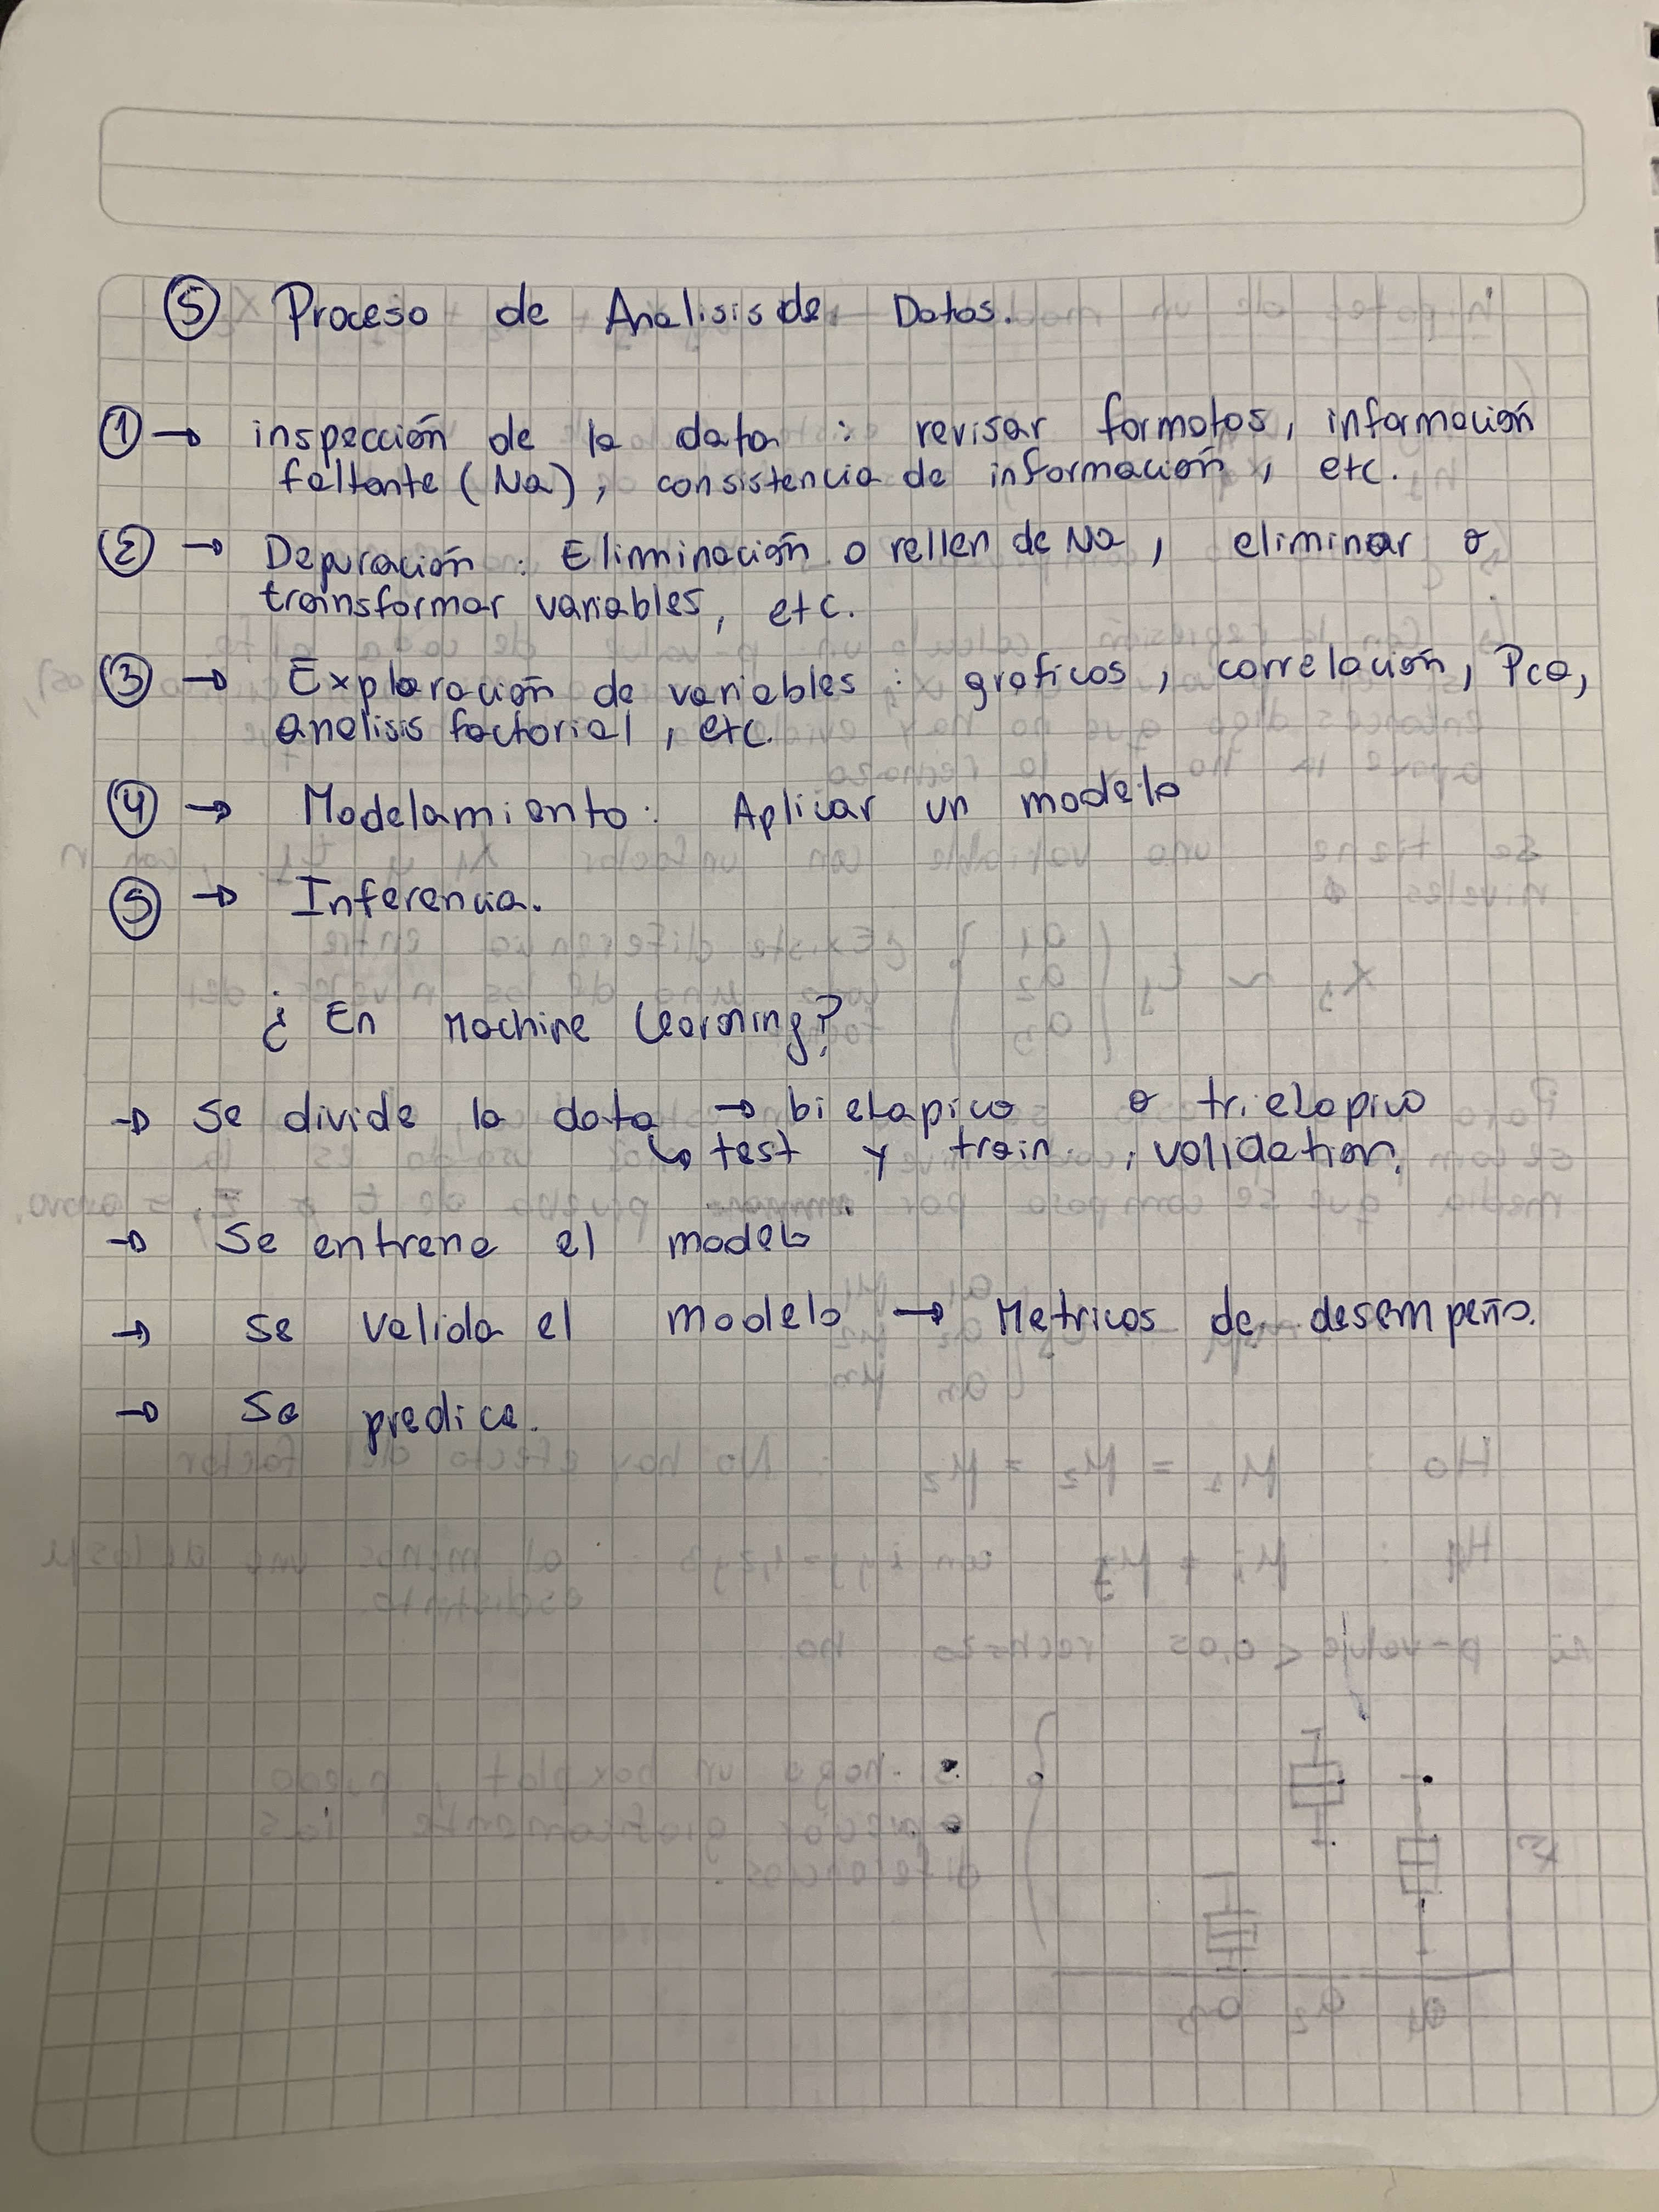 ⑤ Proceso de Analisis de Datos.
① → inspección de la data : revisar formatos, información
faltante (Na), consistencia de información, etc.
② → Depuración : Eliminación o rellen de Na, eliminar o
transformar variables, etc.
③ → Exploración de variables : graficos, correlación, Pca,
analisis factorial, etc.
④ → Modelamiento : Aplicar un modelo
⑤ → Inferencia.
¿ En Machine Learning?
→ Se divide la data → bietapico o trietapico
↳ test y train. , validation.
→ Se entrena el modelo
→ Se valida el modelo → Metricas de desempeño.
→ Se predice.